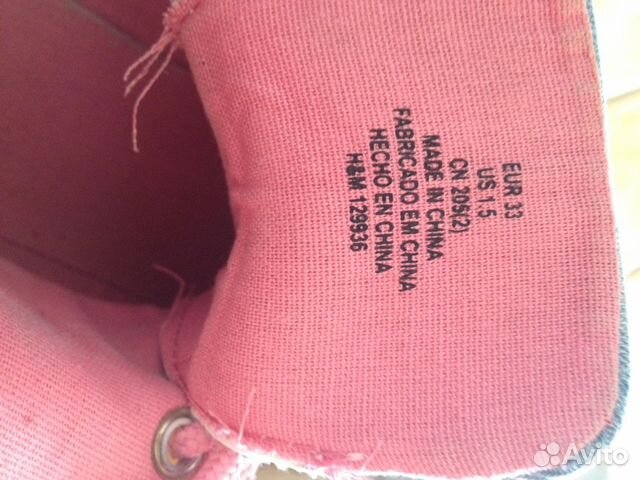 EUR 33
US 1.5
CN 205(2)
MADE IN CHINA
FABRICADO EM CHINA
HECHO EN CHINA
H&M 129936
Avito